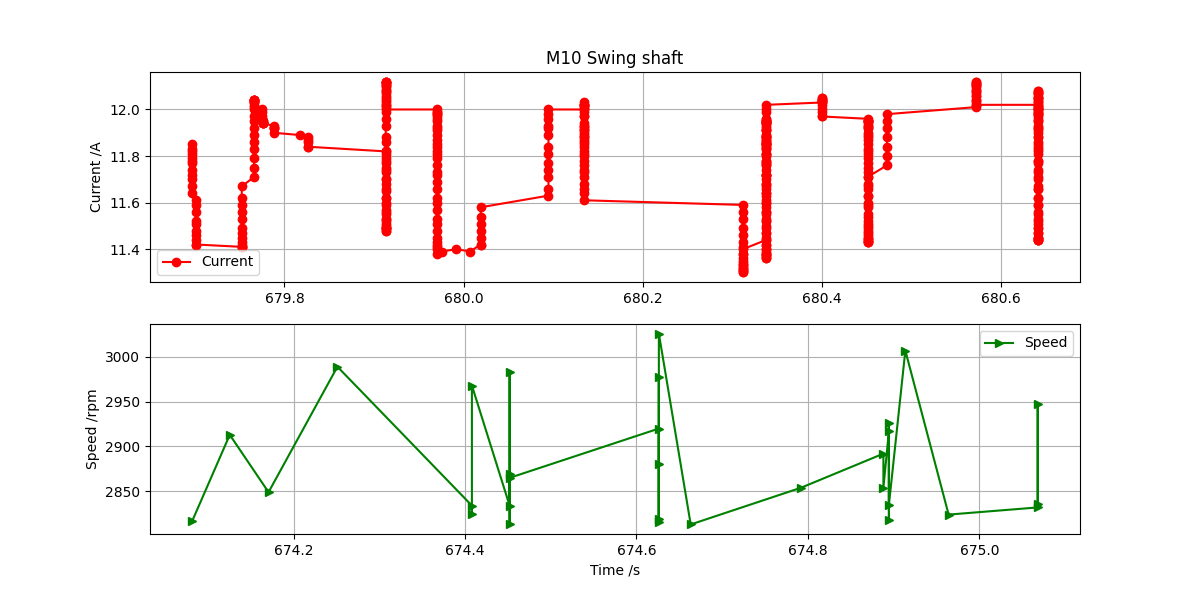 M10 Swing shaft
Current /A
12.0
11.8
11.6
11.4
Current
679.8 680.0 680.2 680.4 680.6
Speed /rpm
3000
2950
2900
2850
Speed
674.2 674.4 674.6 674.8 675.0
Time /s